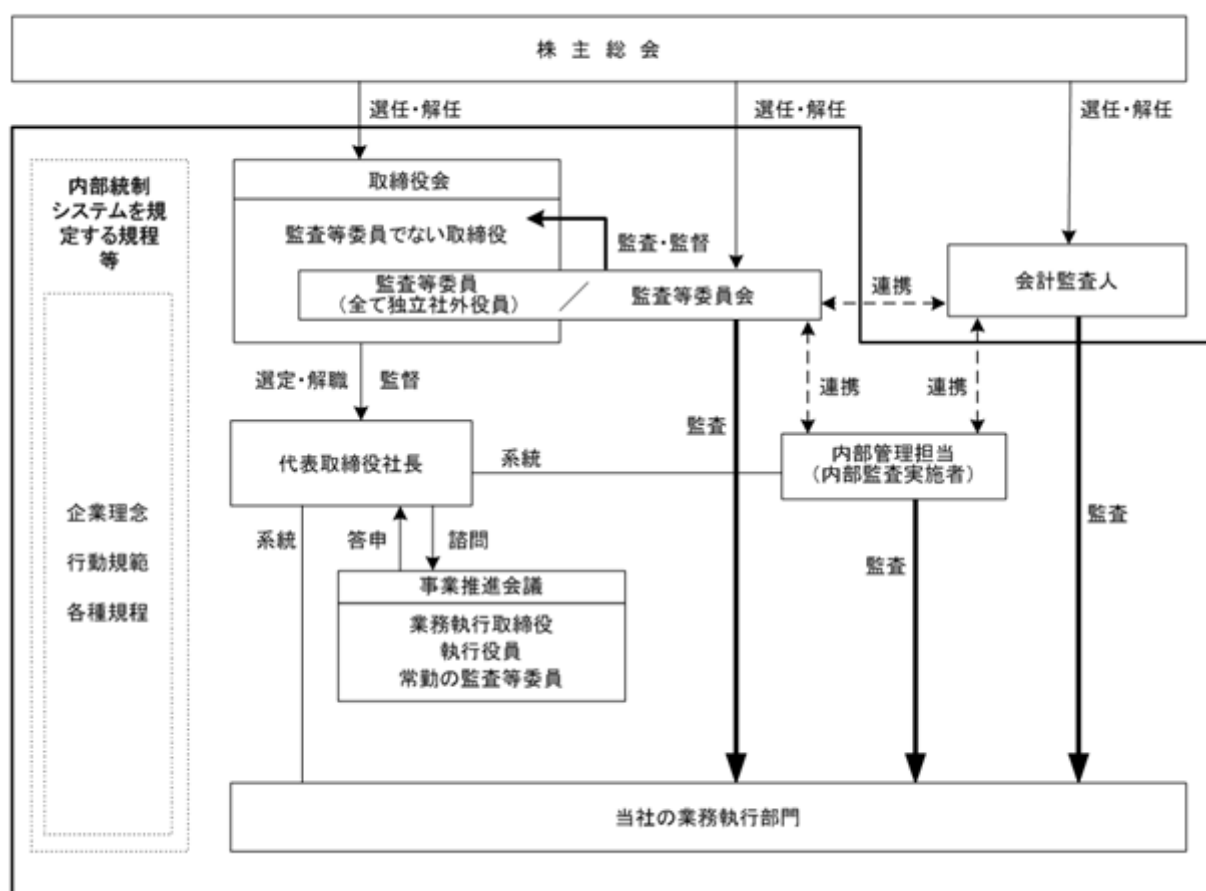 株 主 総 会
選任・解任
選任・解任
選任・解任
内部統制
システムを規
定する規程
等
取締役会
監査等委員でない取締役
監査・監督
監査等委員
（全て独立社外役員）
／
監査等委員会
連携
会計監査人
選定・解職
監督
監査
連携
連携
代表取締役社長
系統
内部管理担当
（内部監査実施者）
企業理念
行動規範
各種規程
系統
答申
諮問
監査
監査
事業推進会議
業務執行取締役
執行役員
常勤の監査等委員
当社の業務執行部門